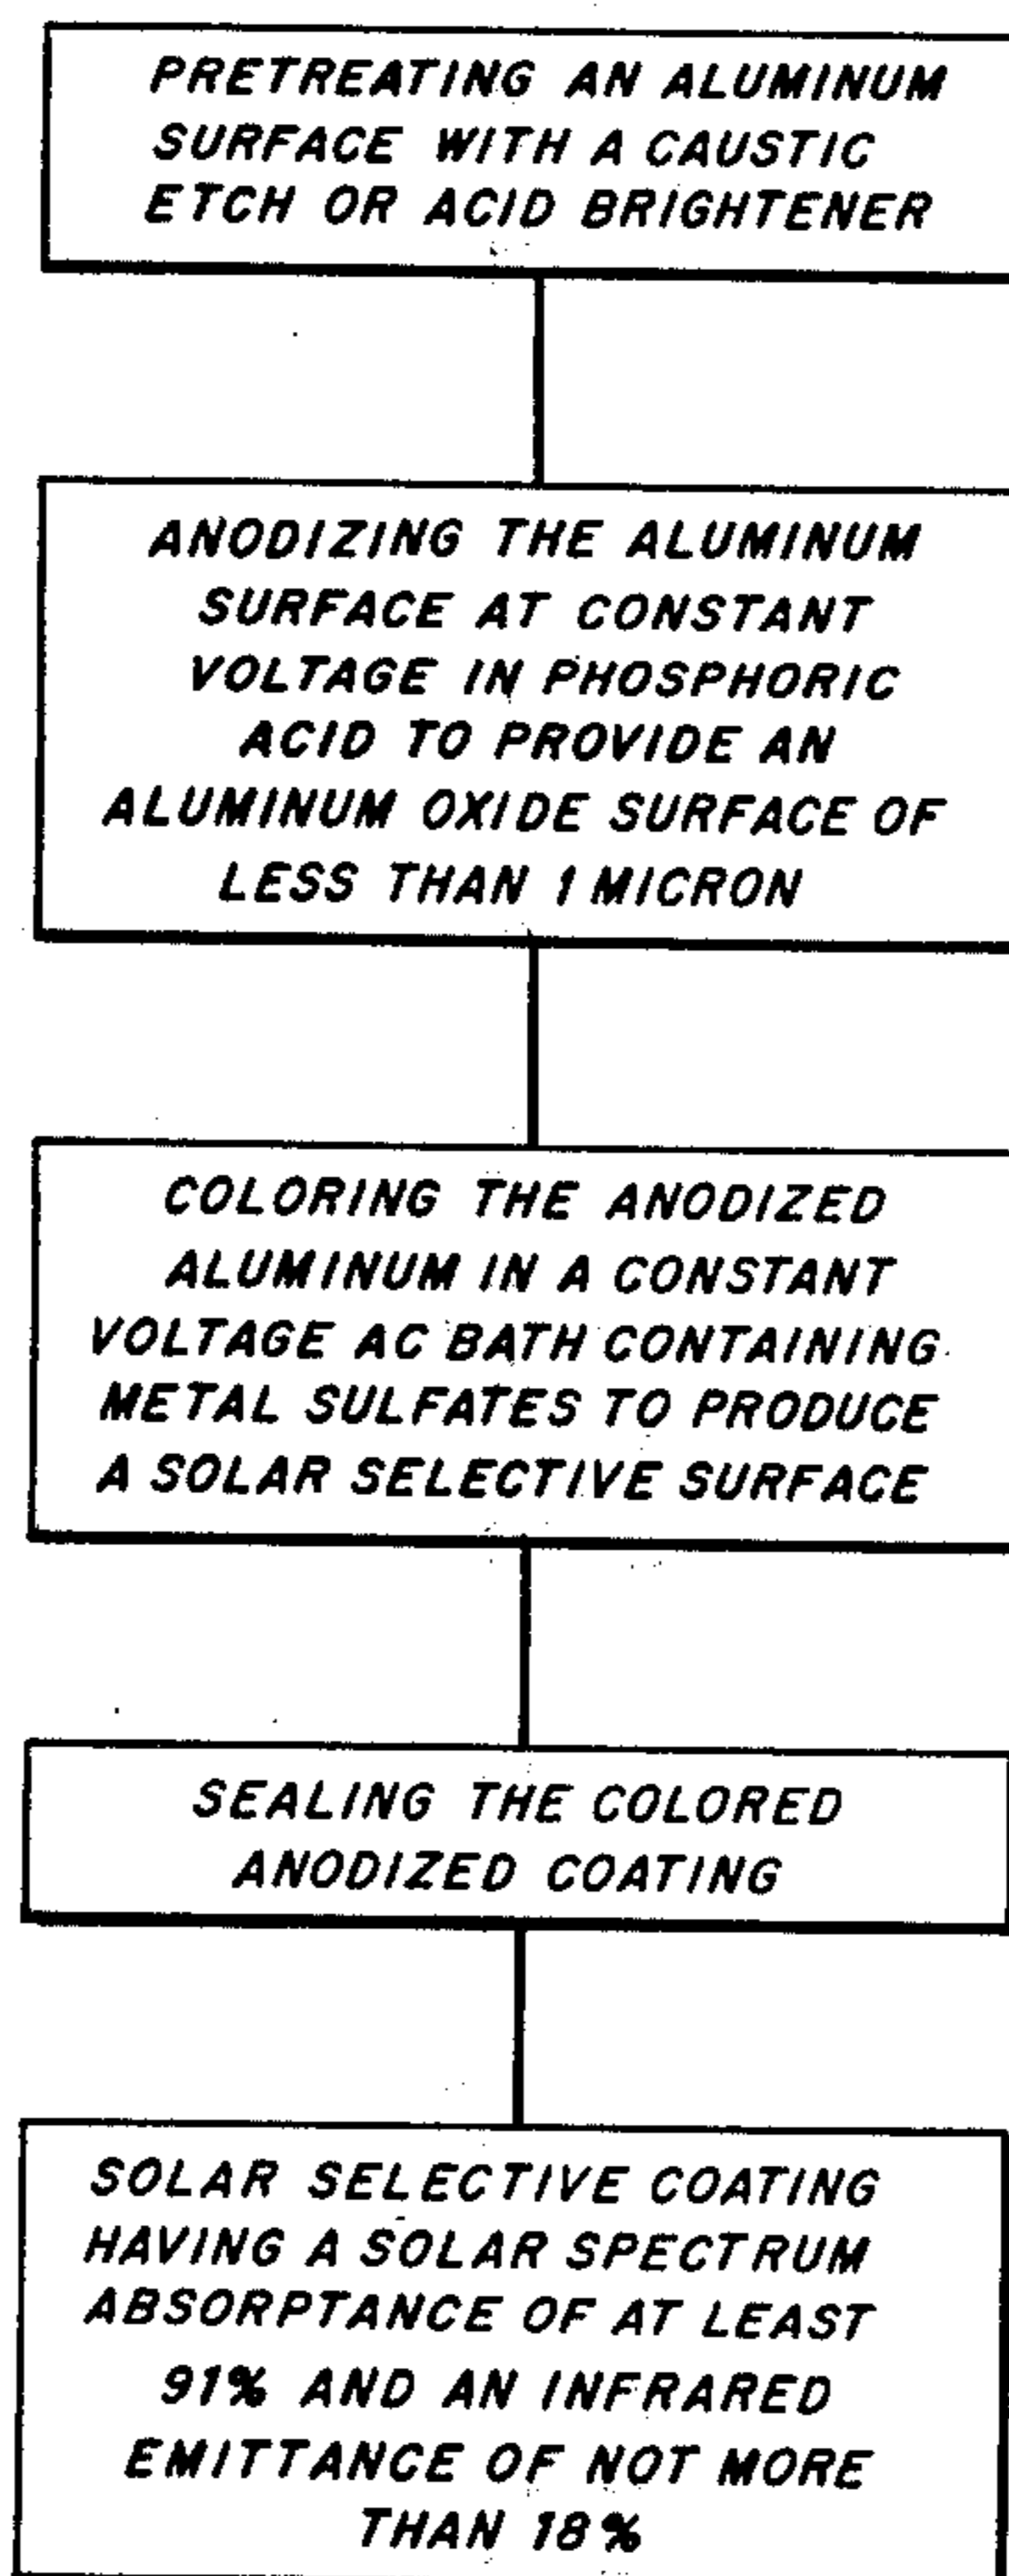 PRETREATING AN ALUMINUM
SURFACE WITH A CAUSTIC
ETCH OR ACID BRIGHTENER
ANODIZING THE ALUMINUM
SURFACE AT CONSTANT
VOLTAGE IN PHOSPHORIC
ACID TO PROVIDE AN
ALUMINUM OXIDE SURFACE OF
LESS THAN 1 MICRON
COLORING THE ANODIZED
ALUMINUM IN A CONSTANT
VOLTAGE AC BATH CONTAINING
METAL SULFATES TO PRODUCE
A SOLAR SELECTIVE SURFACE
SEALING THE COLORED
ANODIZED COATING
SOLAR SELECTIVE COATING
HAVING A SOLAR SPECTRUM
ABSORPTANCE OF AT LEAST
91% AND AN INFRARED
EMITTANCE OF NOT MORE
THAN 18%